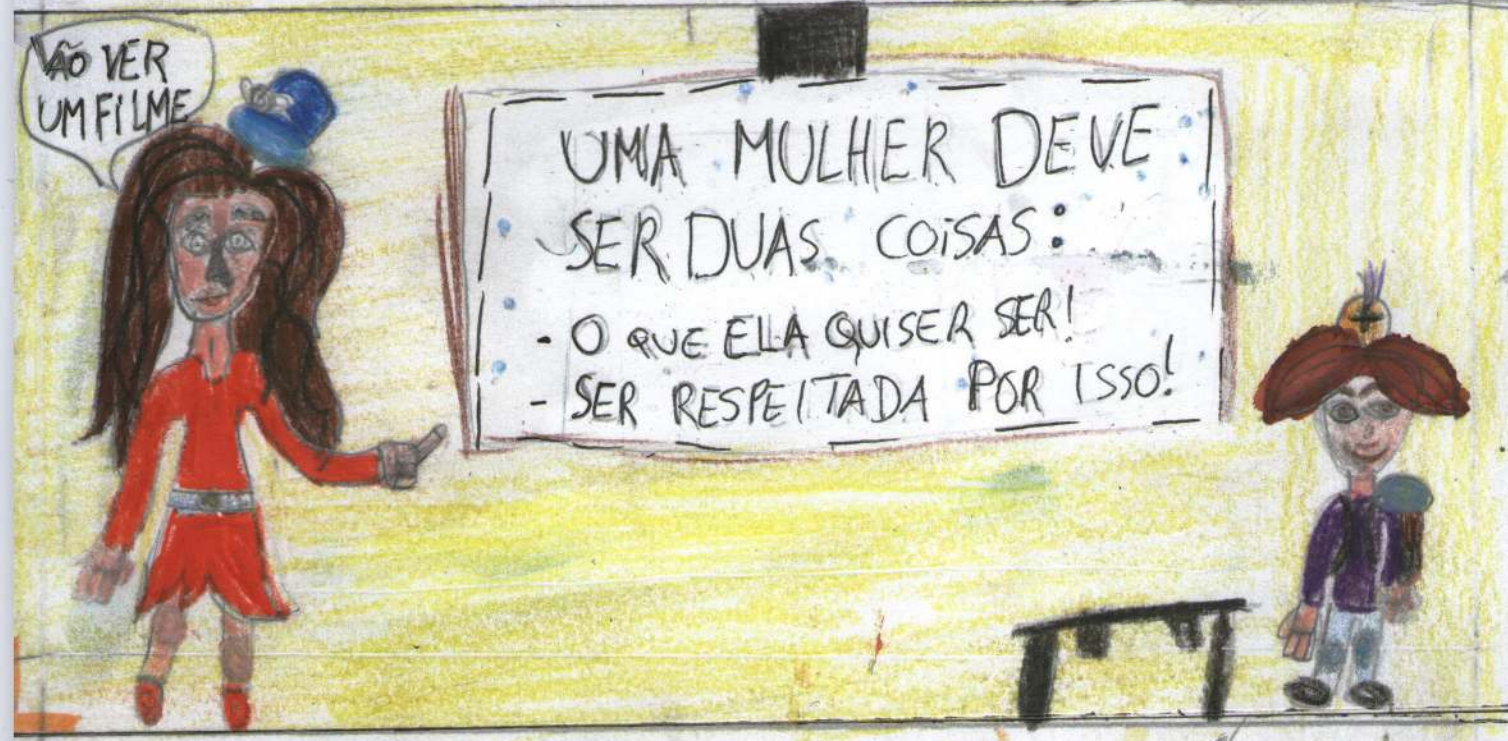 VÃO VER
UM FILME
UMA MULHER DEVE
SER DUAS COISAS:
- O QUE ELA QUISER SER!
- SER RESPEITADA POR ISSO!